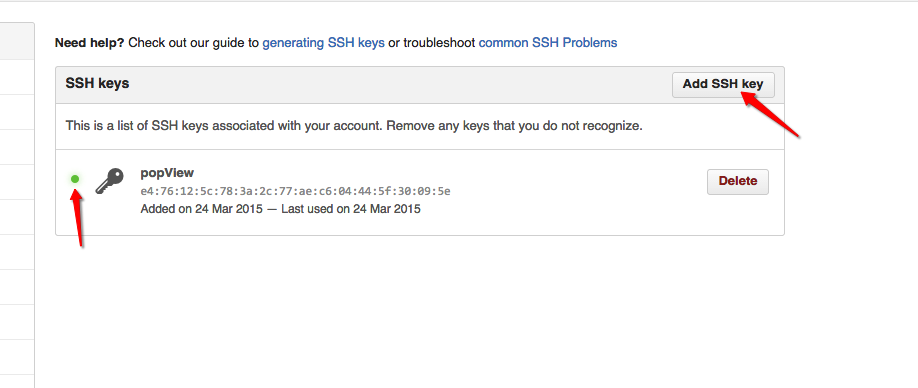 Need help? Check out our guide to generating SSH keys or troubleshoot common SSH Problems
SSH keys
Add SSH key
This is a list of SSH keys associated with your account. Remove any keys that you do not recognize.
popView
e4:76:12:5c:78:3a:2c:77:ae:c6:04:44:5f:30:09:5e
Delete
Added on 24 Mar 2015 — Last used on 24 Mar 2015